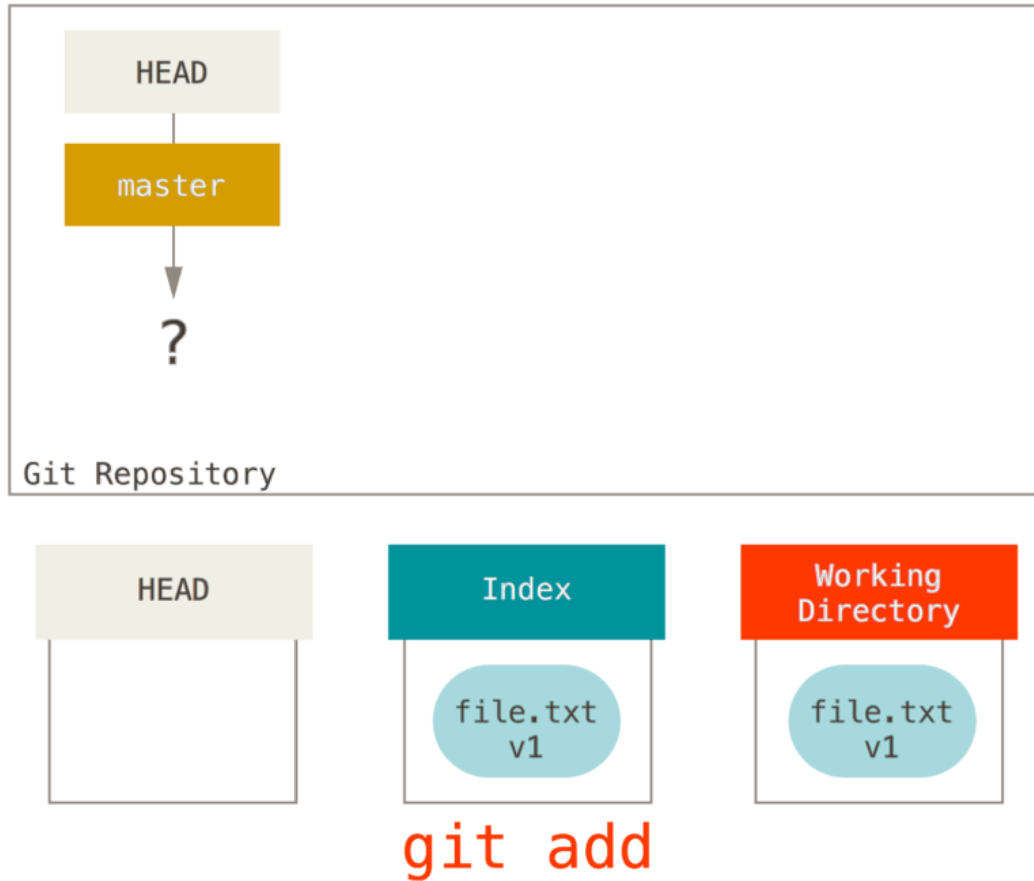 HEAD
master
?
Git Repository
HEAD
Index
Working
Directory
file.txt
v1
file.txt
v1
git add